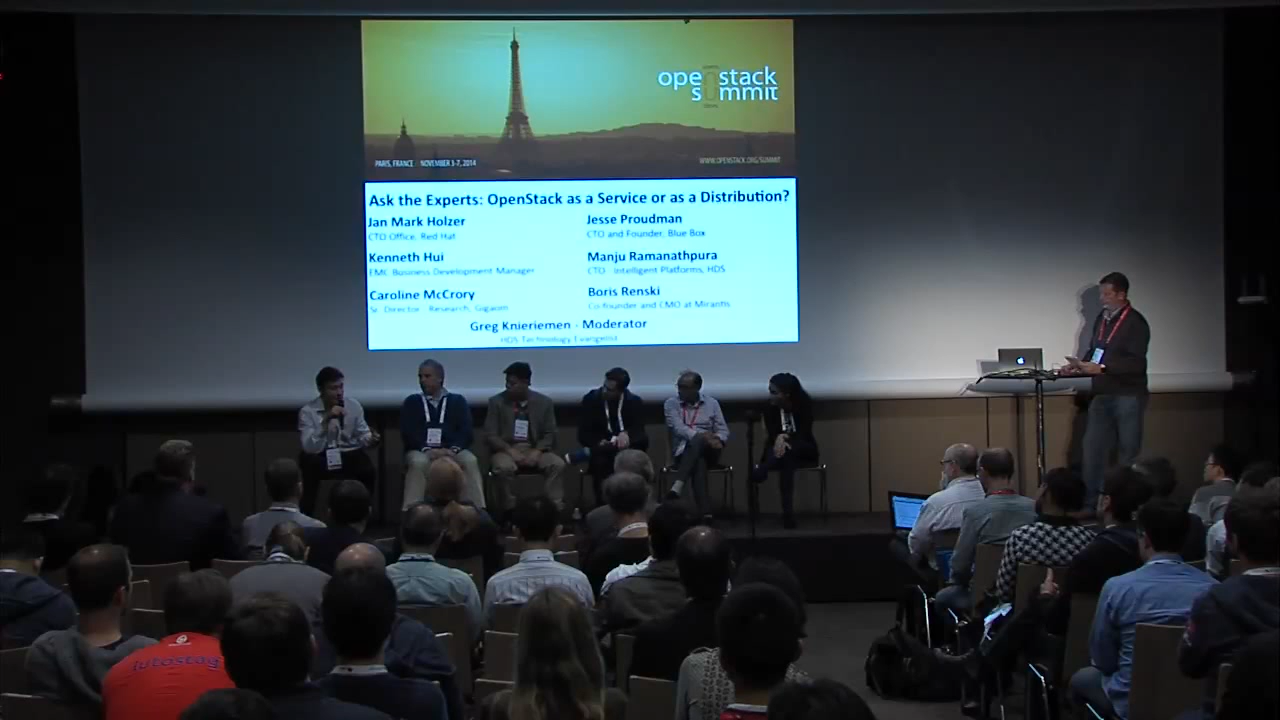 openstack
summit
PARIS, FRANCE NOVEMBER 3-7, 2014
WWW.OPENSTACK.ORG/SUMMIT
Ask the Experts: OpenStack as a Service or as a Distribution?
Jan Mark Holzer
CTO Office, Red Hat
Jesse Proudman
CTO and Founder, Blue Box
Kenneth Hui
EMC Business Development Manager
Manju Ramanathpura
CTO - Intelligent Platforms, HDS
Caroline McCrory
Sr. Director - Research, Gigaom
Boris Renski
Co-founder and CMO at Mirantis
Greg Knieriemen - Moderator
HDS Technology Evangelist